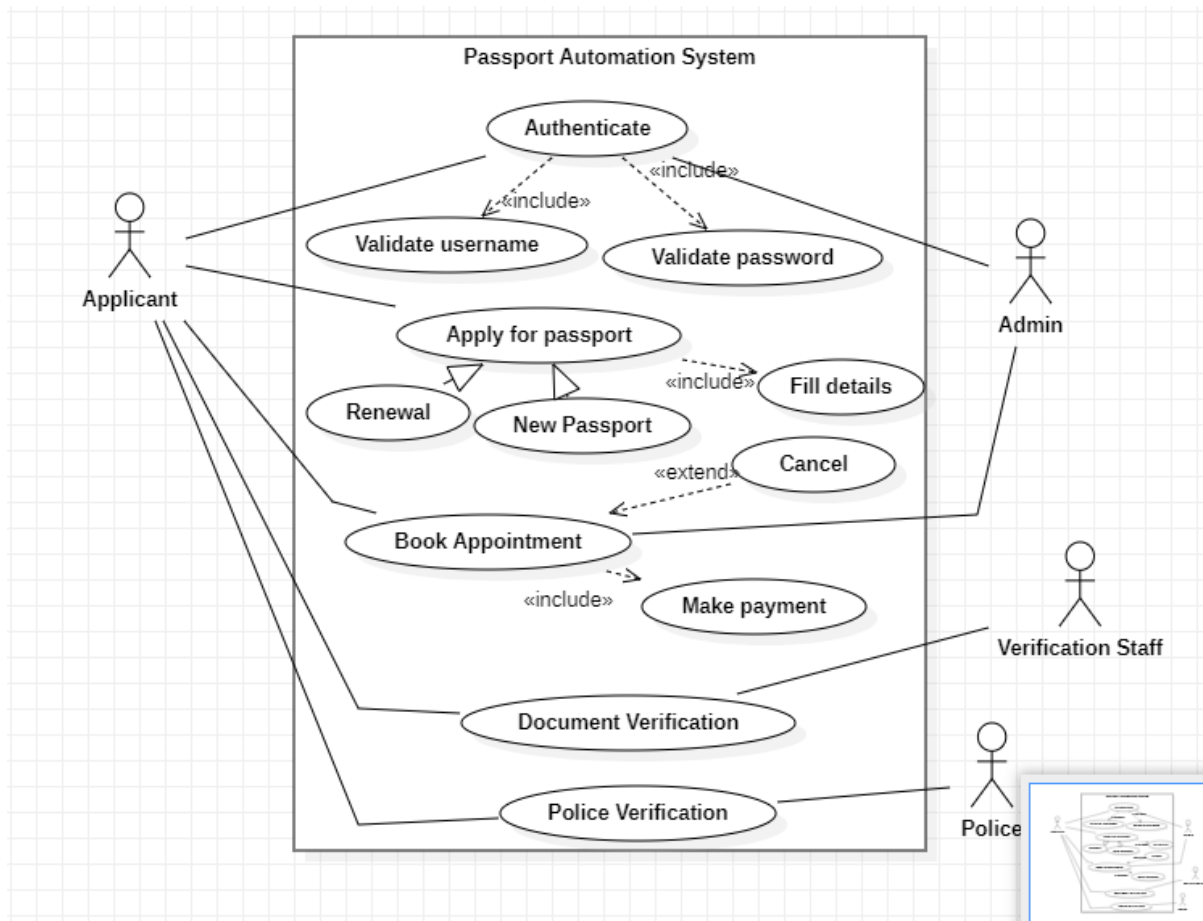 Passport Automation System
Authenticate
«include»
«include»
Validate username
Validate password
Applicant
Admin
Apply for passport
«include»
Fill details
Renewal
New Passport
Cancel
«extend»
Book Appointment
«include»
Make payment
Verification Staff
Document Verification
Police Verification
Police